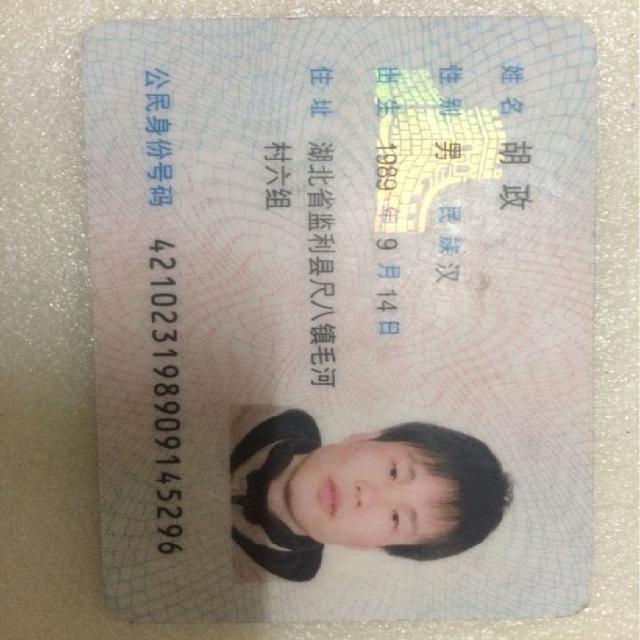 姓名 胡政
性别 男 民族 汉
出生 1989 年 9 月 14 日
住址 湖北省监利县尺八镇毛河
村六组
公民身份号码 421023198909145296